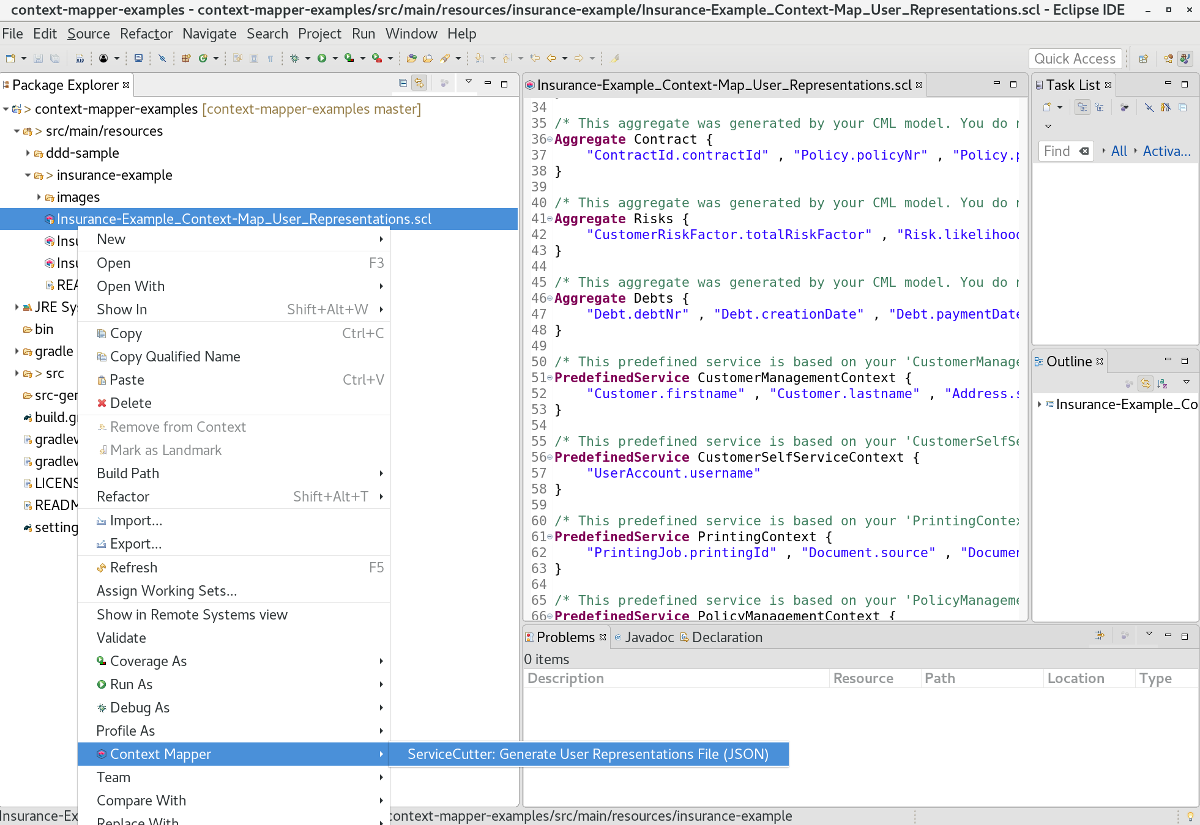 context-mapper-examples - context-mapper-examples/src/main/resources/insurance-example/Insurance-Example_Context-Map_User_Representations.scl - Eclipse IDE
File Edit Source Refactor Navigate Search Project Run Window Help
Quick Access
Package Explorer
> context-mapper-examples [context-mapper-examples master]
> src/main/resources
ddd-sample
> insurance-example
images
Insurance-Example_Context-Map_User_Representations.scl
Insu
Insu
REA
JRE Sys
bin
gradle
> src
src-gen
build.gr
gradlew
gradlew
LICENS
READM
setting
New
Open F3
Open With
Show In Shift+Alt+W
Copy Ctrl+C
Copy Qualified Name
Paste Ctrl+V
Delete
Remove from Context
Mark as Landmark
Build Path
Refactor Shift+Alt+T
Import...
Export...
Refresh F5
Assign Working Sets...
Show in Remote Systems view
Validate
Coverage As
Run As
Debug As
Profile As
Context Mapper
Team
Compare With
Replace With
ServiceCutter: Generate User Representations File (JSON)
Insurance-Example_Context-Map_User_Representations.scl
34
35 /* This aggregate was generated by your CML model. You do n
36 Aggregate Contract {
37 "ContractId.contractId" , "Policy.policyNr" , "Policy.p
38 }
39
40 /* This aggregate was generated by your CML model. You do n
41 Aggregate Risks {
42 "CustomerRiskFactor.totalRiskFactor" , "Risk.likelihood
43 }
44
45 /* This aggregate was generated by your CML model. You do n
46 Aggregate Debts {
47 "Debt.debtNr" , "Debt.creationDate" , "Debt.paymentDate
48 }
49
50 /* This predefined service is based on your 'CustomerManage
51 PredefinedService CustomerManagementContext {
52 "Customer.firstname" , "Customer.lastname" , "Address.s
53 }
54
55 /* This predefined service is based on your 'CustomerSelfSe
56 PredefinedService CustomerSelfServiceContext {
57 "UserAccount.username"
58 }
59
60 /* This predefined service is based on your 'PrintingContex
61 PredefinedService PrintingContext {
62 "PrintingJob.printingId" , "Document.source" , "Documen
63 }
64
65 /* This predefined service is based on your 'PolicyManageme
66 PredefinedService PolicyManagementContext {
Task List
Find All Activa...
Outline
Insurance-Example_Co
Problems Javadoc Declaration
0 items
Description Resource Path Location Type
Insurance-Ex
ontext-mapper-examples/src/main/resources/insurance-example